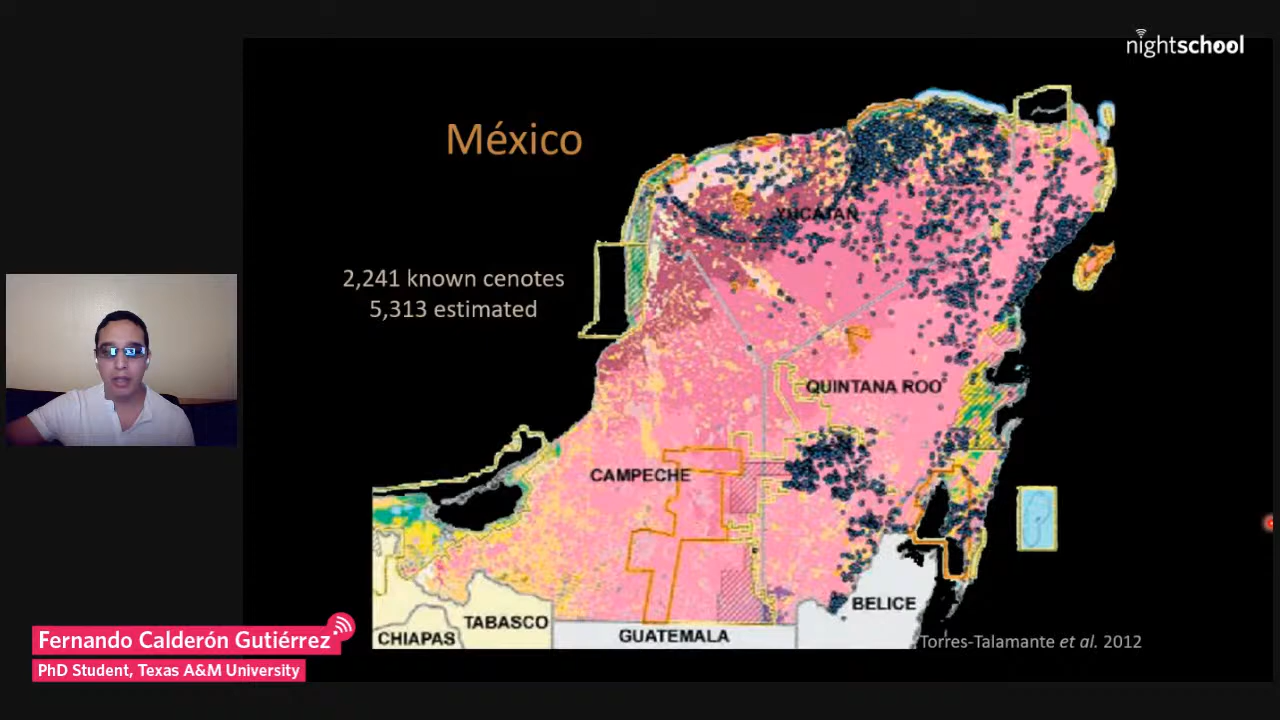 nightschool
México
YUCATÁN
2,241 known cenotes
5,313 estimated
QUINTANA ROO
CAMPECHE
BELICE
TABASCO
GUATEMALA
CHIAPAS
Torres-Talamante et al. 2012
Fernando Calderón Gutiérrez
PhD Student, Texas A&M University